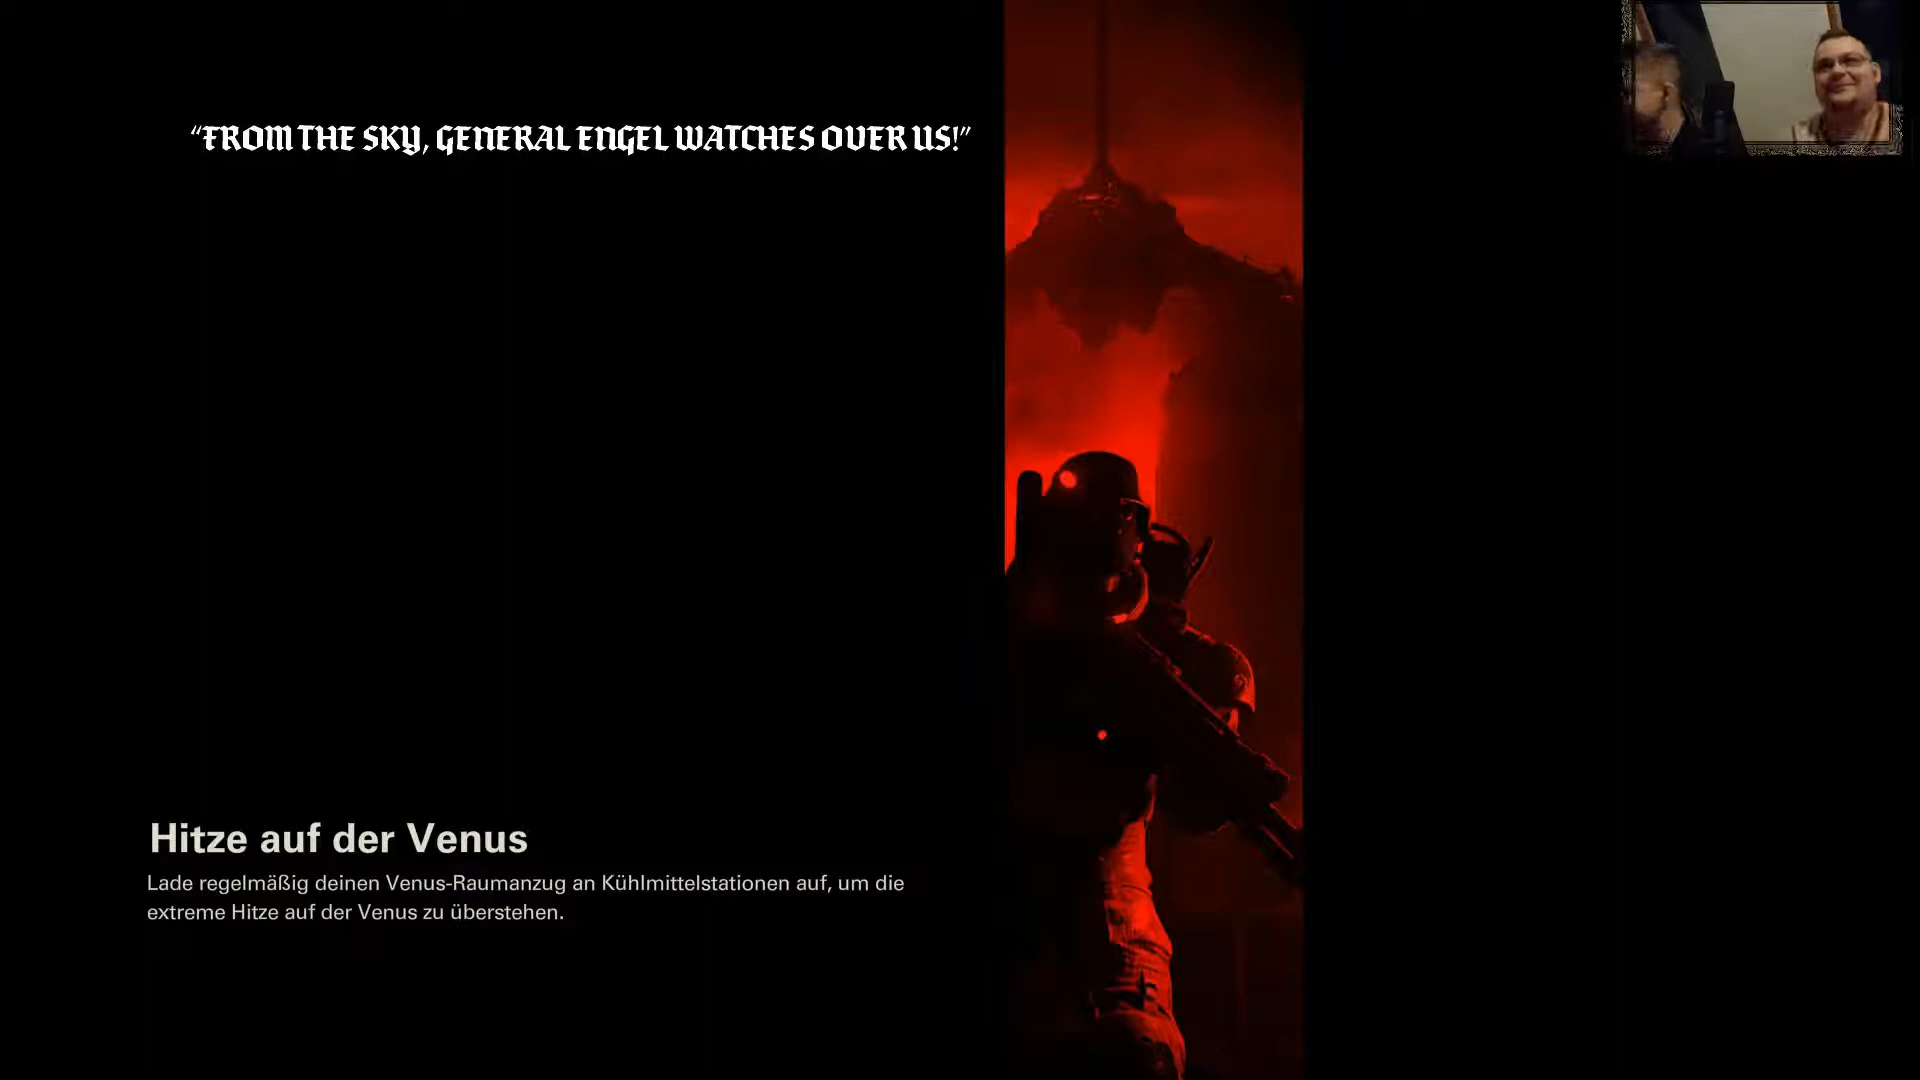 “FROM THE SKY, GENERAL ENGEL WATCHES OVER US!”
Hitze auf der Venus
Lade regelmäßig deinen Venus-Raumanzug an Kühlmittelstationen auf, um die
extreme Hitze auf der Venus zu überstehen.